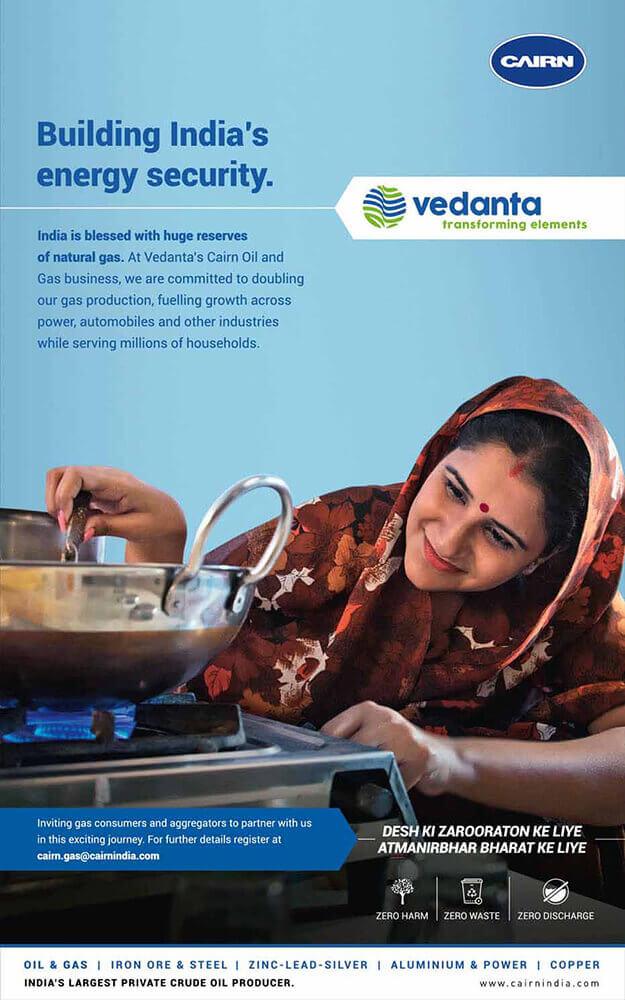 CAIRN
Building India's
energy security.
vedanta
transforming elements
India is blessed with huge reserves
of natural gas. At Vedanta's Cairn Oil and
Gas business, we are committed to doubling
our gas production, fuelling growth across
power, automobiles and other industries
while serving millions of households.
Inviting gas consumers and aggregators to partner with us
in this exciting journey. For further details register at
cairn.gas@cairnindia.com
DESH KI ZAROORATON KE LIYE
ATMANIRBHAR BHARAT KE LIYE
ZERO HARM | ZERO WASTE | ZERO DISCHARGE
OIL & GAS | IRON ORE & STEEL | ZINC-LEAD-SILVER | ALUMINIUM & POWER | COPPER
INDIA'S LARGEST PRIVATE CRUDE OIL PRODUCER.
www.cairnindia.com